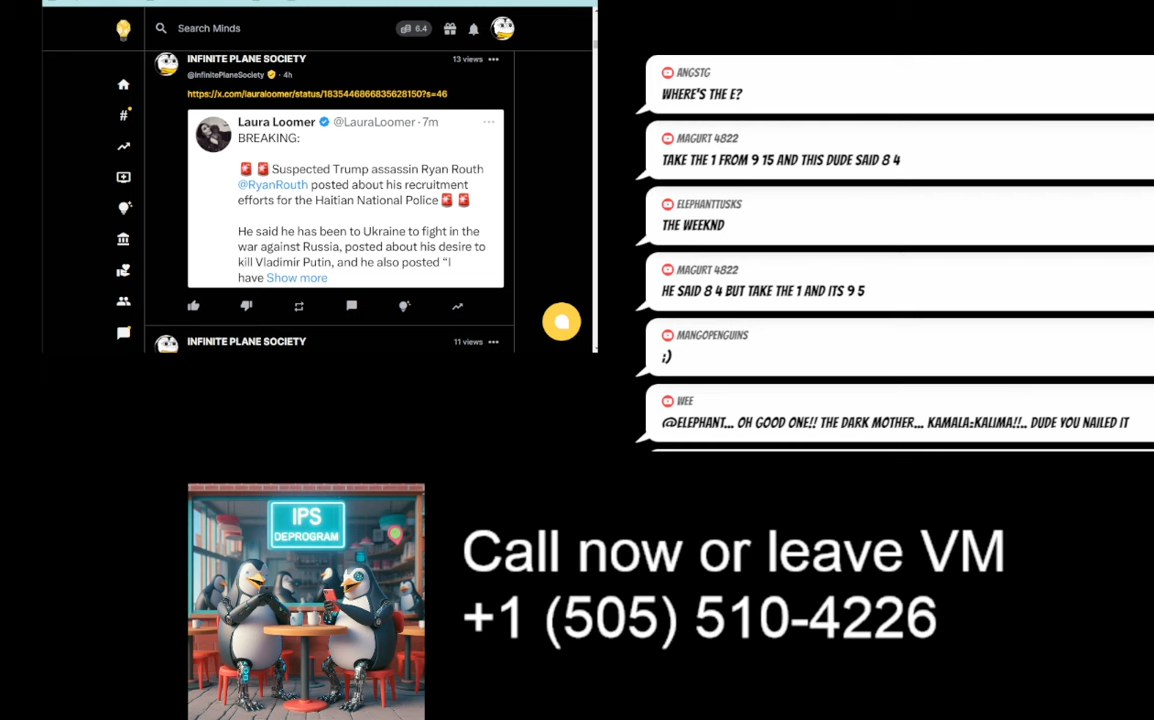 Search Minds
6.4
INFINITE PLANE SOCIETY
13 views
@InfinitePlaneSociety · 4h
https://x.com/lauraloomer/status/1835446866835628150?s=46
Laura Loomer @LauraLoomer · 7m
BREAKING:
🚨🚨Suspected Trump assassin Ryan Routh
@RyanRouth posted about his recruitment
efforts for the Haitian National Police🚨🚨
He said he has been to Ukraine to fight in the
war against Russia, posted about his desire to
kill Vladimir Putin, and he also posted “I
have Show more
INFINITE PLANE SOCIETY
11 views
ANGSTG
WHERE'S THE E?
MAGURT 4822
TAKE THE 1 FROM 9 15 AND THIS DUDE SAID 8 4
ELEPHANTTUSKS
THE WEEKND
MAGURT 4822
HE SAID 8 4 BUT TAKE THE 1 AND ITS 9 5
MANGOPENGUINS
;)
WEE
@ELEPHANT... OH GOOD ONE!! THE DARK MOTHER... KAMALA=KALIMA!!.. DUDE YOU NAILED IT
IPS
DEPROGRAM
Call now or leave VM
+1 (505) 510-4226